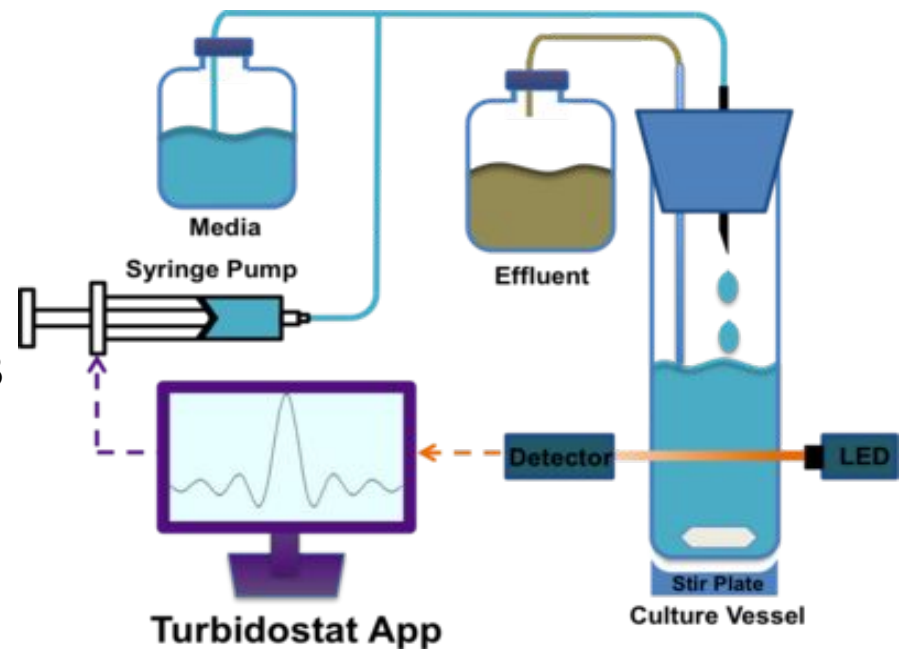 Media
Syringe Pump
Effluent
Detector
LED
Stir Plate
Culture Vessel
Turbidostat App